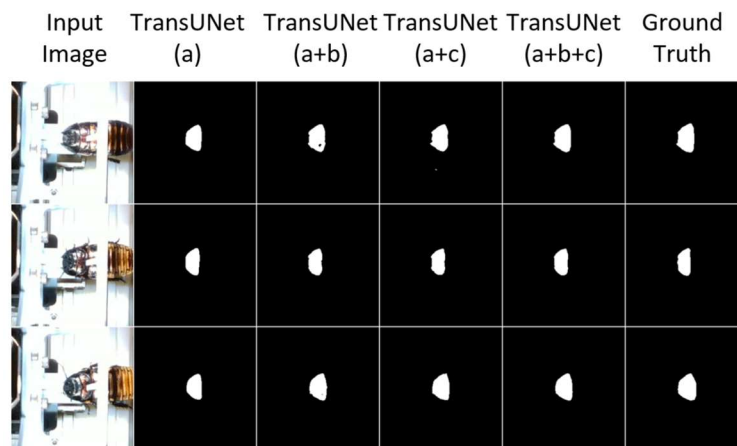 Input Image
TransUNet (a)
TransUNet (a+b)
TransUNet (a+c)
TransUNet (a+b+c)
Ground Truth